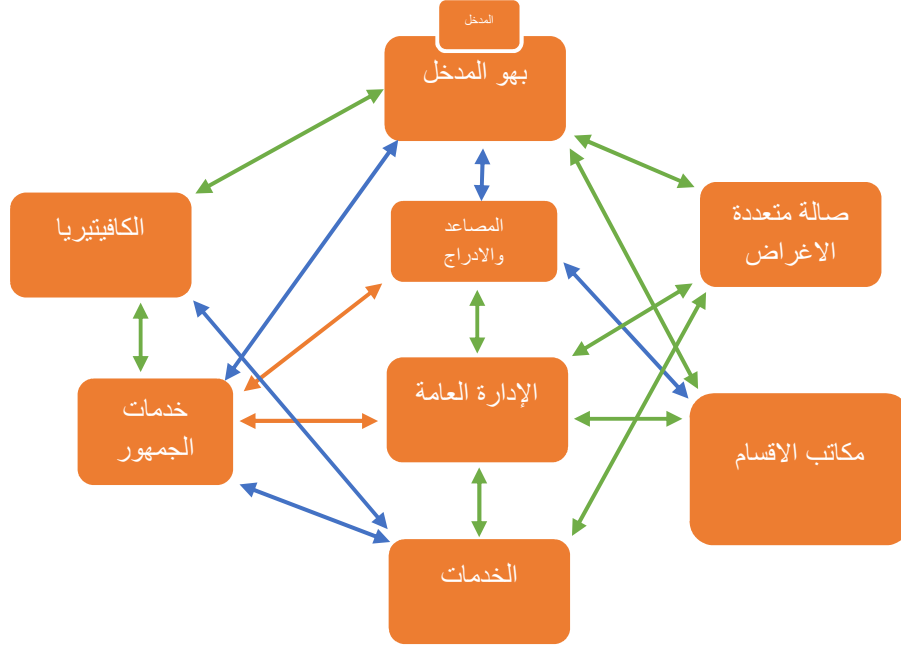 المدخل
بهو المدخل
صالة متعددة
الاغراض
المصاعد
والادراج
الكافيتيريا
الإدارة العامة
خدمات
الجمهور
مكاتب الاقسام
الخدمات